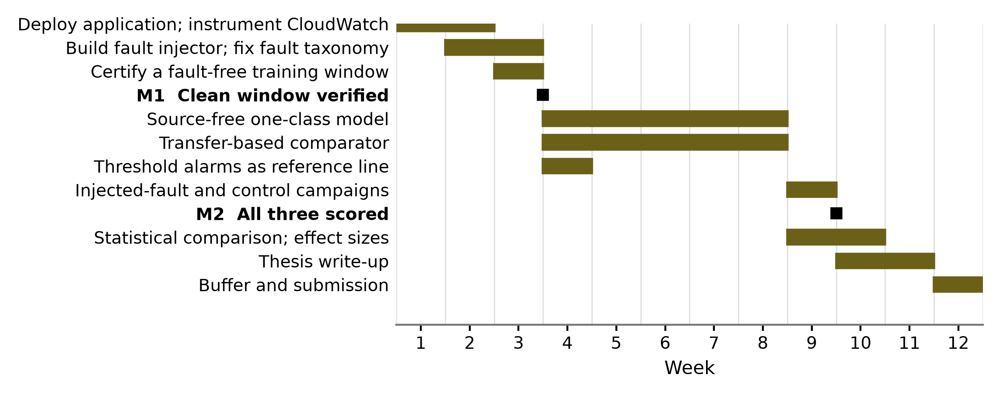 Deploy application; instrument CloudWatch
Build fault injector; fix fault taxonomy
Certify a fault-free training window
M1  Clean window verified
Source-free one-class model
Transfer-based comparator
Threshold alarms as reference line
Injected-fault and control campaigns
M2  All three scored
Statistical comparison; effect sizes
Thesis write-up
Buffer and submission
1 2 3 4 5 6 7 8 9 10 11 12
Week